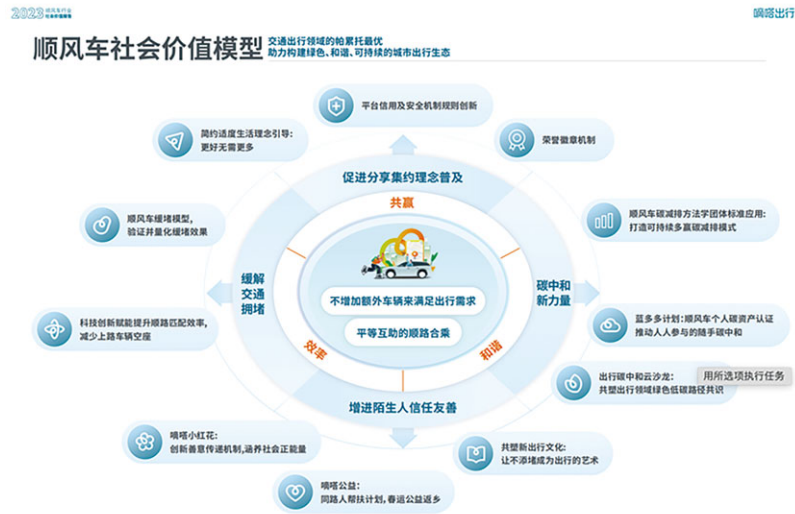 2023 顺风车行业
社会价值报告
嘀嗒出行
顺风车社会价值模型
交通出行领域的帕累托最优
助力构建绿色、和谐、可持续的城市出行生态
平台信用及安全机制规则创新
简约适度生活理念引导:
更好无需更多
荣誉徽章机制
促进分享集约理念普及
共赢
顺风车缓堵模型,
验证并量化缓堵效果
顺风车碳减排方法学团体标准应用:
打造可持续多赢碳减排模式
缓解
交通
拥堵
不增加额外车辆来满足出行需求
平等互助的顺路合乘
碳中和
新力量
科技创新赋能提升顺路匹配效率,
减少上路车辆空座
蓝多多计划:顺风车个人碳资产认证
推动人人参与的随手碳中和
效率
和谐
出行碳中和云沙龙:
共塑出行领域绿色低碳路径共识
用所选项执行任务
增进陌生人信任友善
嘀嗒小红花:
创新善意传递机制,涵养社会正能量
共塑新出行文化:
让不添堵成为出行的艺术
嘀嗒公益:
同路人帮扶计划,春运公益返乡